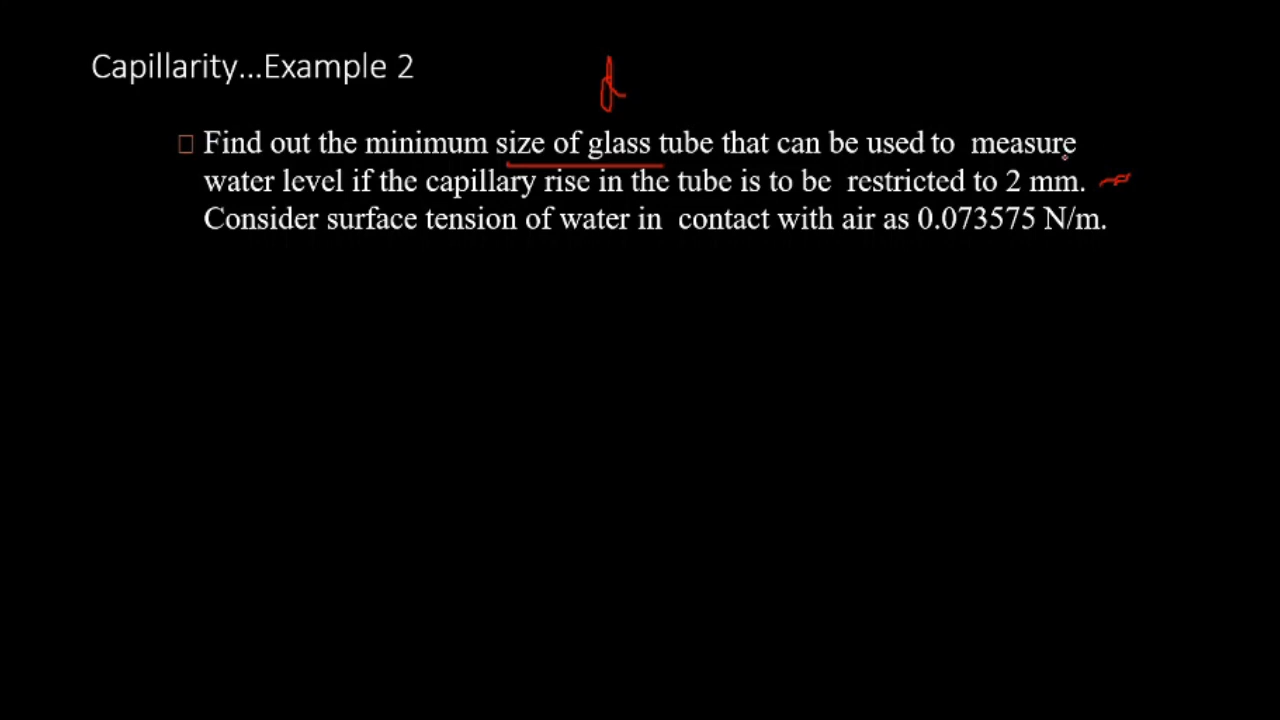 Capillarity...Example 2
d
Find out the minimum size of glass tube that can be used to measure
water level if the capillary rise in the tube is to be restricted to 2 mm.
Consider surface tension of water in contact with air as 0.073575 N/m.